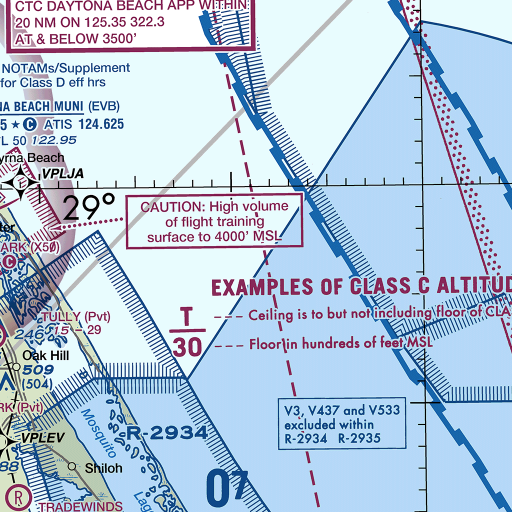 CTC DAYTONA BEACH APP WITHIN
20 NM ON 125.35 322.3
AT & BELOW 3500'
NOTAMs/Supplement
for Class D eff hrs
NA BEACH MUNI (EVB)
5 ★ C ATIS 124.625
L 50 122.95
yrna Beach
VPLJA
29°
CAUTION: High volume
of flight training
surface to 4000' MSL
ARK (X50)
C
EXAMPLES OF CLASS C ALTITUD
T
30
Ceiling is to but not including floor of CLA
Floor in hundreds of feet MSL
TULLY (Pvt)
15 - 29
Oak Hill
509
(504)
RK (Pvt)
VPLEV
88
Shiloh
R
TRADEWINDS
Mosquito
Lag
R-2934
07
V3, V437 and V533
excluded within
R-2934 R-2935